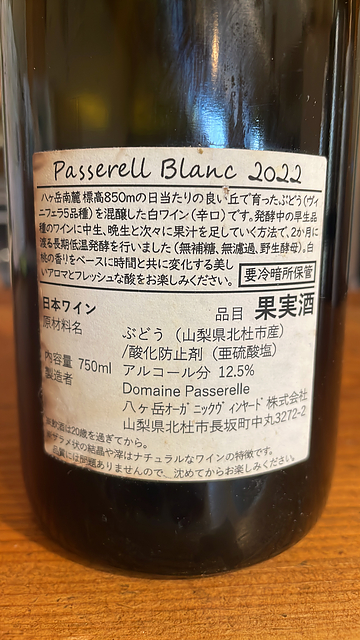 Passerell Blanc 2022
八ヶ岳南麓 標高850mの日当たりの良い丘で育ったぶどう(ヴィ
ニフェラ5品種)を混醸した白ワイン(辛口)です。発酵中の早生品
種のワインに中生、晩生と次々に果汁を足していく方法で、2か月に
渡る長期低温発酵を行いました(無補糖、無濾過、野生酵母)。白
桃の香りをベースに時間と共に変化する美し
いアロマとフレッシュな酸をお楽しみください。
要冷暗所保管
日本ワイン
品目 果実酒
原材料名
ぶどう(山梨県北杜市産)
/酸化防止剤(亜硫酸塩)
内容量 750ml アルコール分 12.5%
製造者
Domaine Passerelle
八ヶ岳オーガニックヴィンヤード株式会社
山梨県北杜市長坂町中丸3272-2
飲酒は20歳を過ぎてから。
ザラメ状の結晶や滓はナチュラルなワインの特徴です。
品質には問題ありませんので、沈めてからお楽しみください。